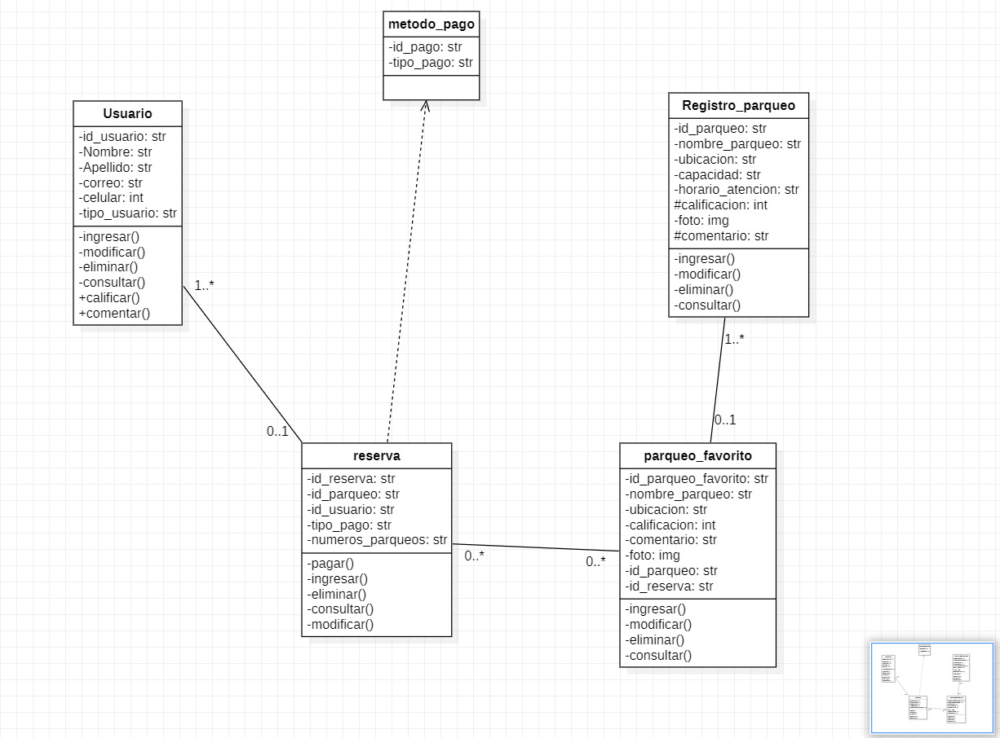 metodo_pago
-id_pago: str
-tipo_pago: str
Usuario
-id_usuario: str
-Nombre: str
-Apellido: str
-correo: str
-celular: int
-tipo_usuario: str
-ingresar()
-modificar()
-eliminar()
-consultar()
+calificar()
+comentar()
1..*
0..1
Registro_parqueo
-id_parqueo: str
-nombre_parqueo: str
-ubicacion: str
-capacidad: str
-horario_atencion: str
#calificacion: int
-foto: img
#comentario: str
-ingresar()
-modificar()
-eliminar()
-consultar()
1..*
0..1
reserva
-id_reserva: str
-id_parqueo: str
-id_usuario: str
-tipo_pago: str
-numeros_parqueos: str
-pagar()
-ingresar()
-eliminar()
-consultar()
-modificar()
0..*
0..*
parqueo_favorito
-id_parqueo_favorito: str
-nombre_parqueo: str
-ubicacion: str
-calificacion: int
-comentario: str
-foto: img
-id_parqueo: str
-id_reserva: str
-ingresar()
-modificar()
-eliminar()
-consultar()